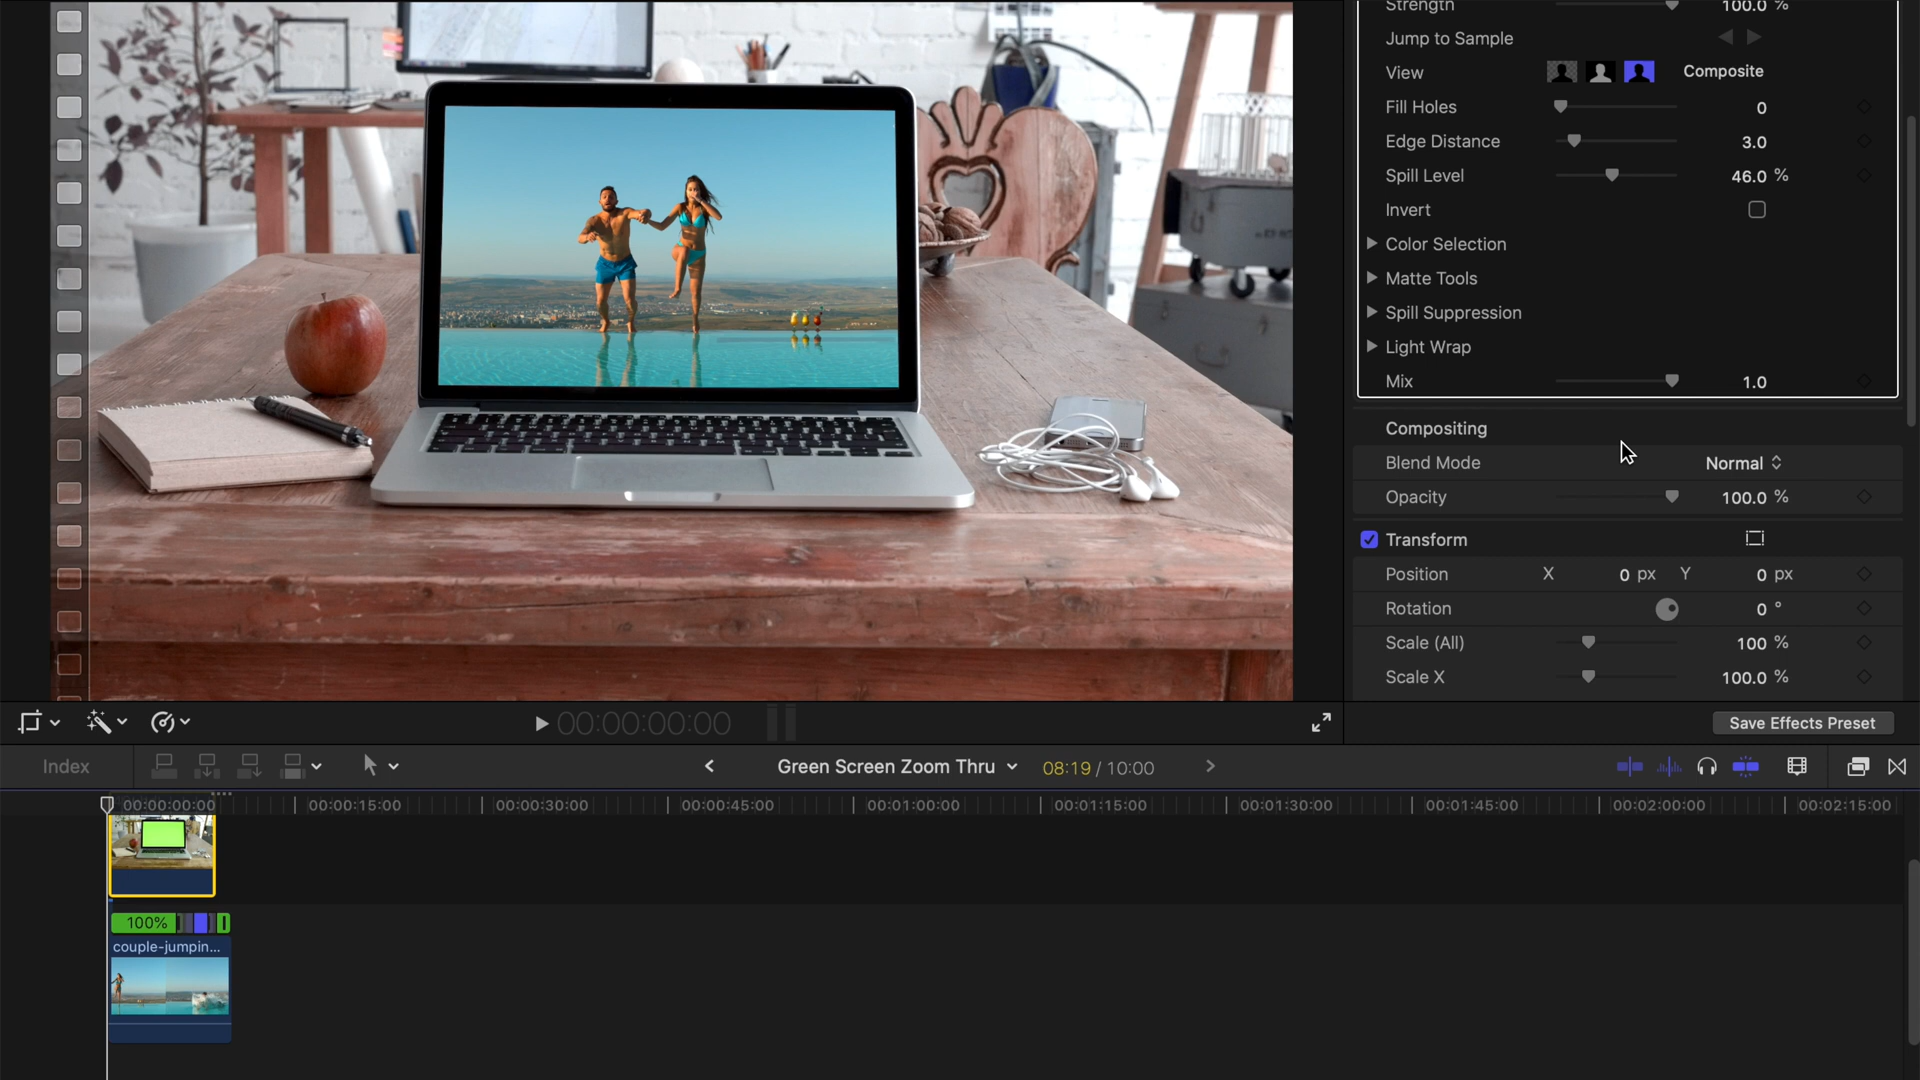 Strength 100.0 %
Jump to Sample
View Composite
Fill Holes 0
Edge Distance 3.0
Spill Level 46.0 %
Invert
Color Selection
Matte Tools
Spill Suppression
Light Wrap
Mix 1.0
Compositing
Blend Mode Normal
Opacity 100.0 %
Transform
Position X 0 px Y 0 px
Rotation 0 °
Scale (All) 100 %
Scale X 100.0 %
00:00:00:00
Save Effects Preset
Index
Green Screen Zoom Thru 08:19 / 10:00
00:00:00:00 00:00:15:00 00:00:30:00 00:00:45:00 00:01:00:00 00:01:15:00 00:01:30:00 00:01:45:00 00:02:00:00 00:02:15:00
100%
couple-jumpin...